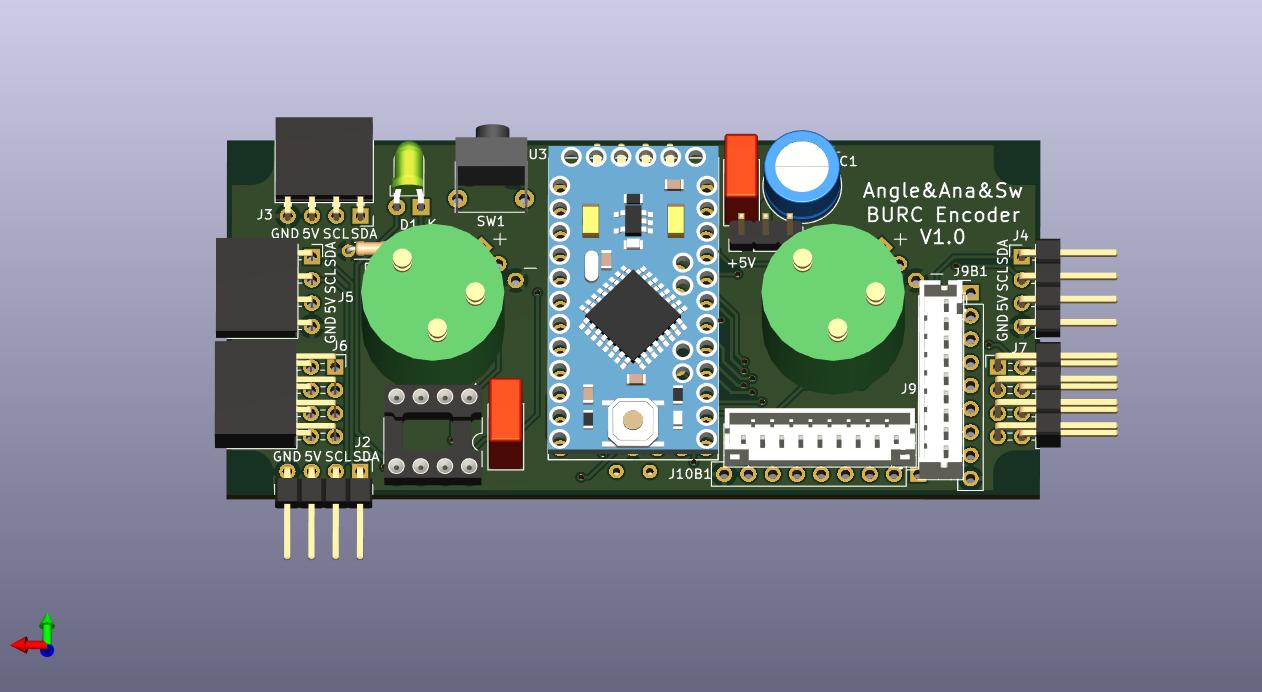 U3
C1
Angle&Ana&Sw
BURC Encoder
V1.0
J3
GND 5V SCL SDA
D1 K
SW1
+
−
+5V
+
−
J4
SDA
SCL
5V
GND
J9B1
SDA
SCL
5V
GND
J5
J6
J7
J9
J2
GND 5V SCL SDA
J10B1